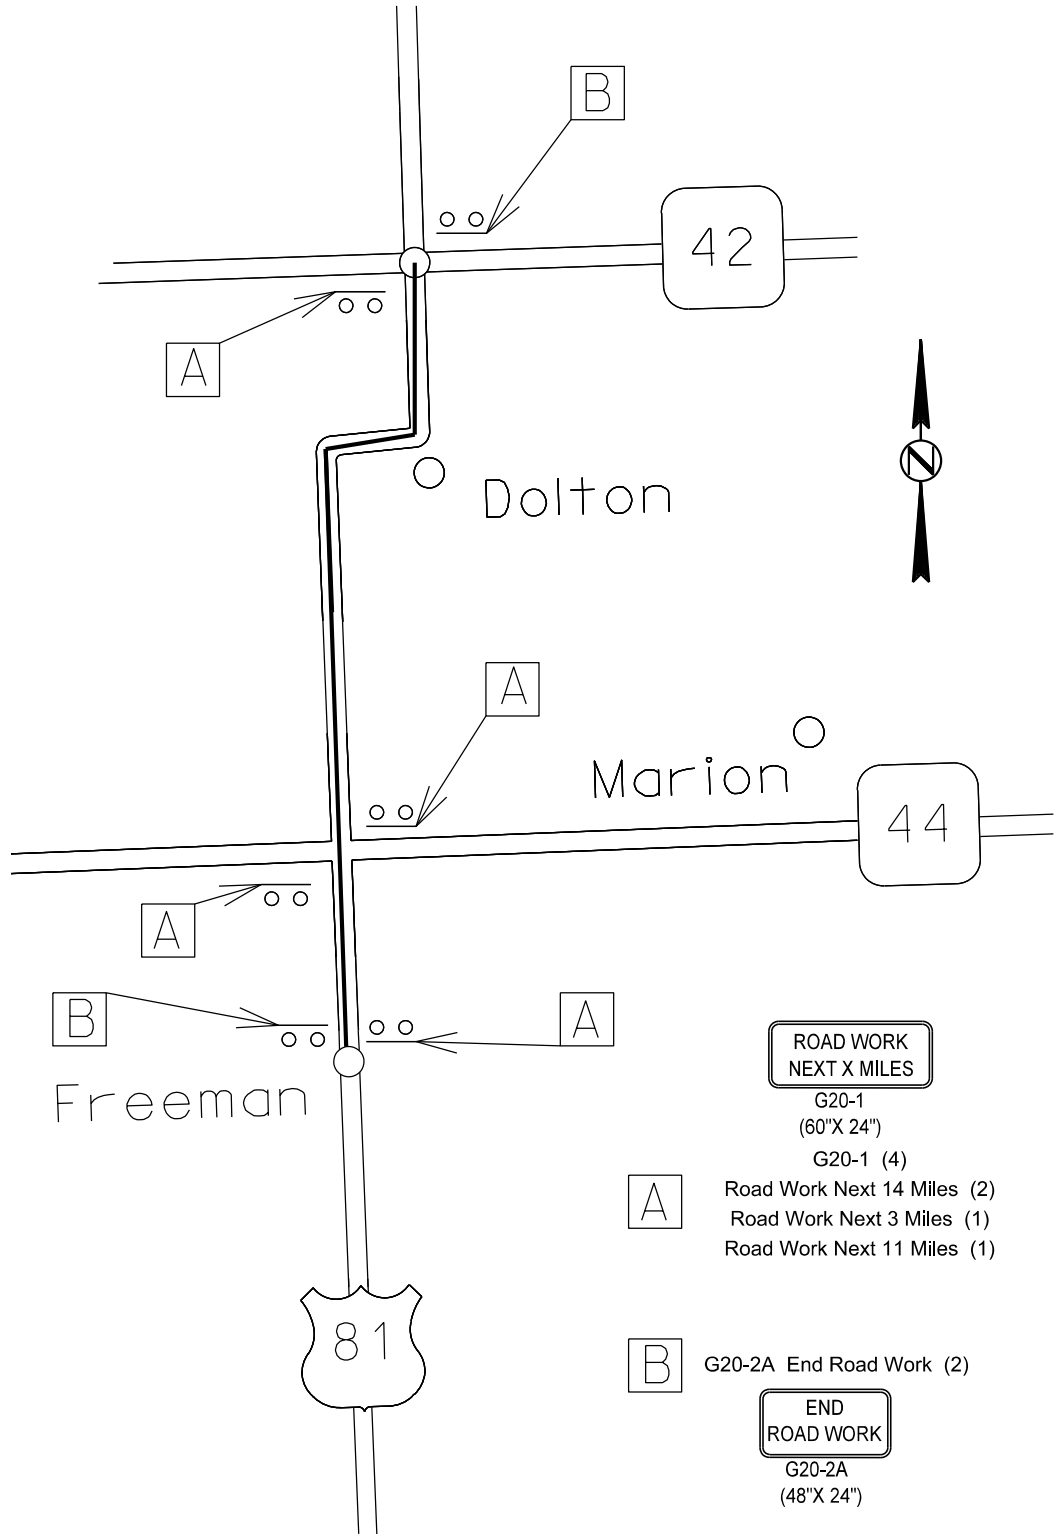 B
42
A
Dolton
N
A
Marion
44
A
B
A
Freeman
ROAD WORK
NEXT X MILES
G20-1
(60"X 24")
G20-1 (4)
A
Road Work Next 14 Miles (2)
Road Work Next 3 Miles (1)
Road Work Next 11 Miles (1)
81
B
G20-2A End Road Work (2)
END
ROAD WORK
G20-2A
(48"X 24")